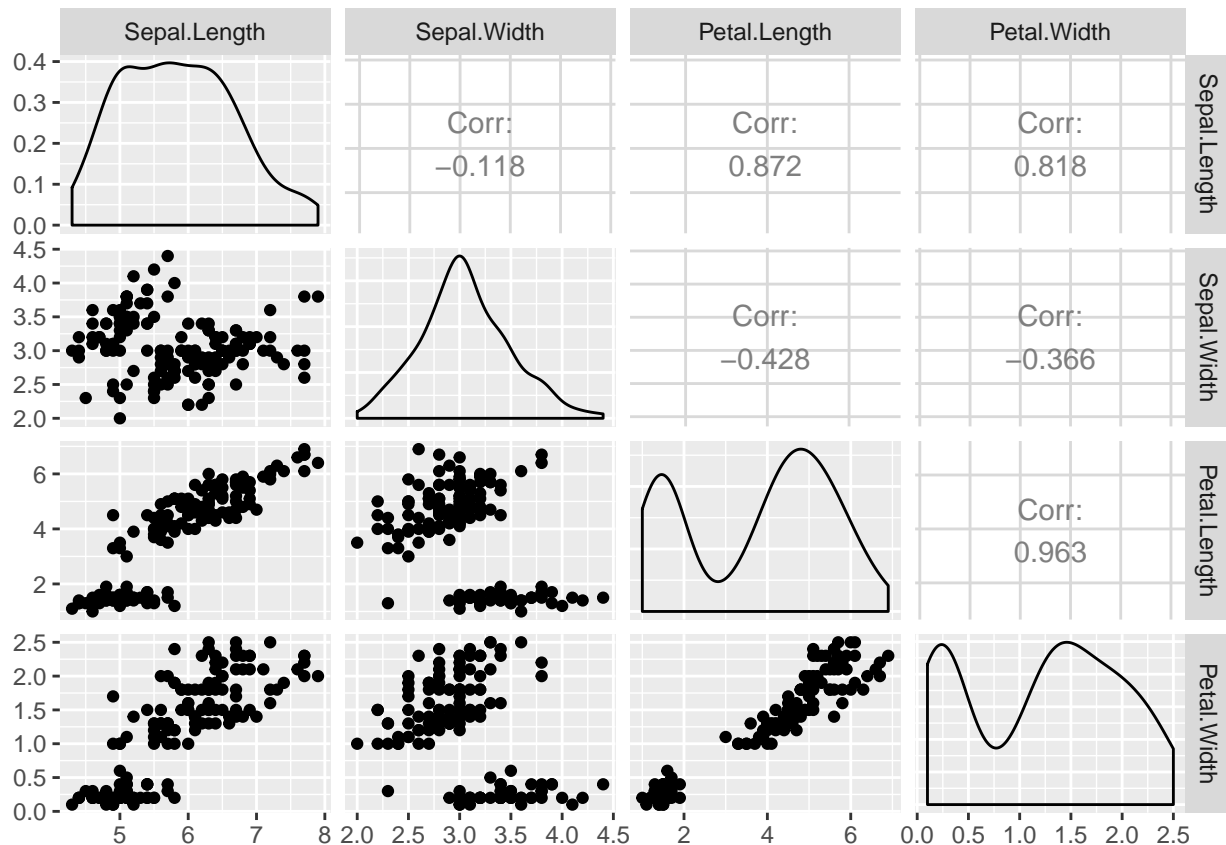 Sepal.Length Sepal.Width Petal.Length Petal.Width
0.4
0.3
0.2
0.1
0.0
Corr:
−0.118
Corr:
0.872
Corr:
0.818
Sepal.Length
4.5
4.0
3.5
3.0
2.5
2.0
Corr:
−0.428
Corr:
−0.366
Sepal.Width
6
4
2
Corr:
0.963
Petal.Length
2.5
2.0
1.5
1.0
0.5
0.0
Petal.Width
5 6 7 8 2.0 2.5 3.0 3.5 4.0 4.5 2 4 6 0.0 0.5 1.0 1.5 2.0 2.5